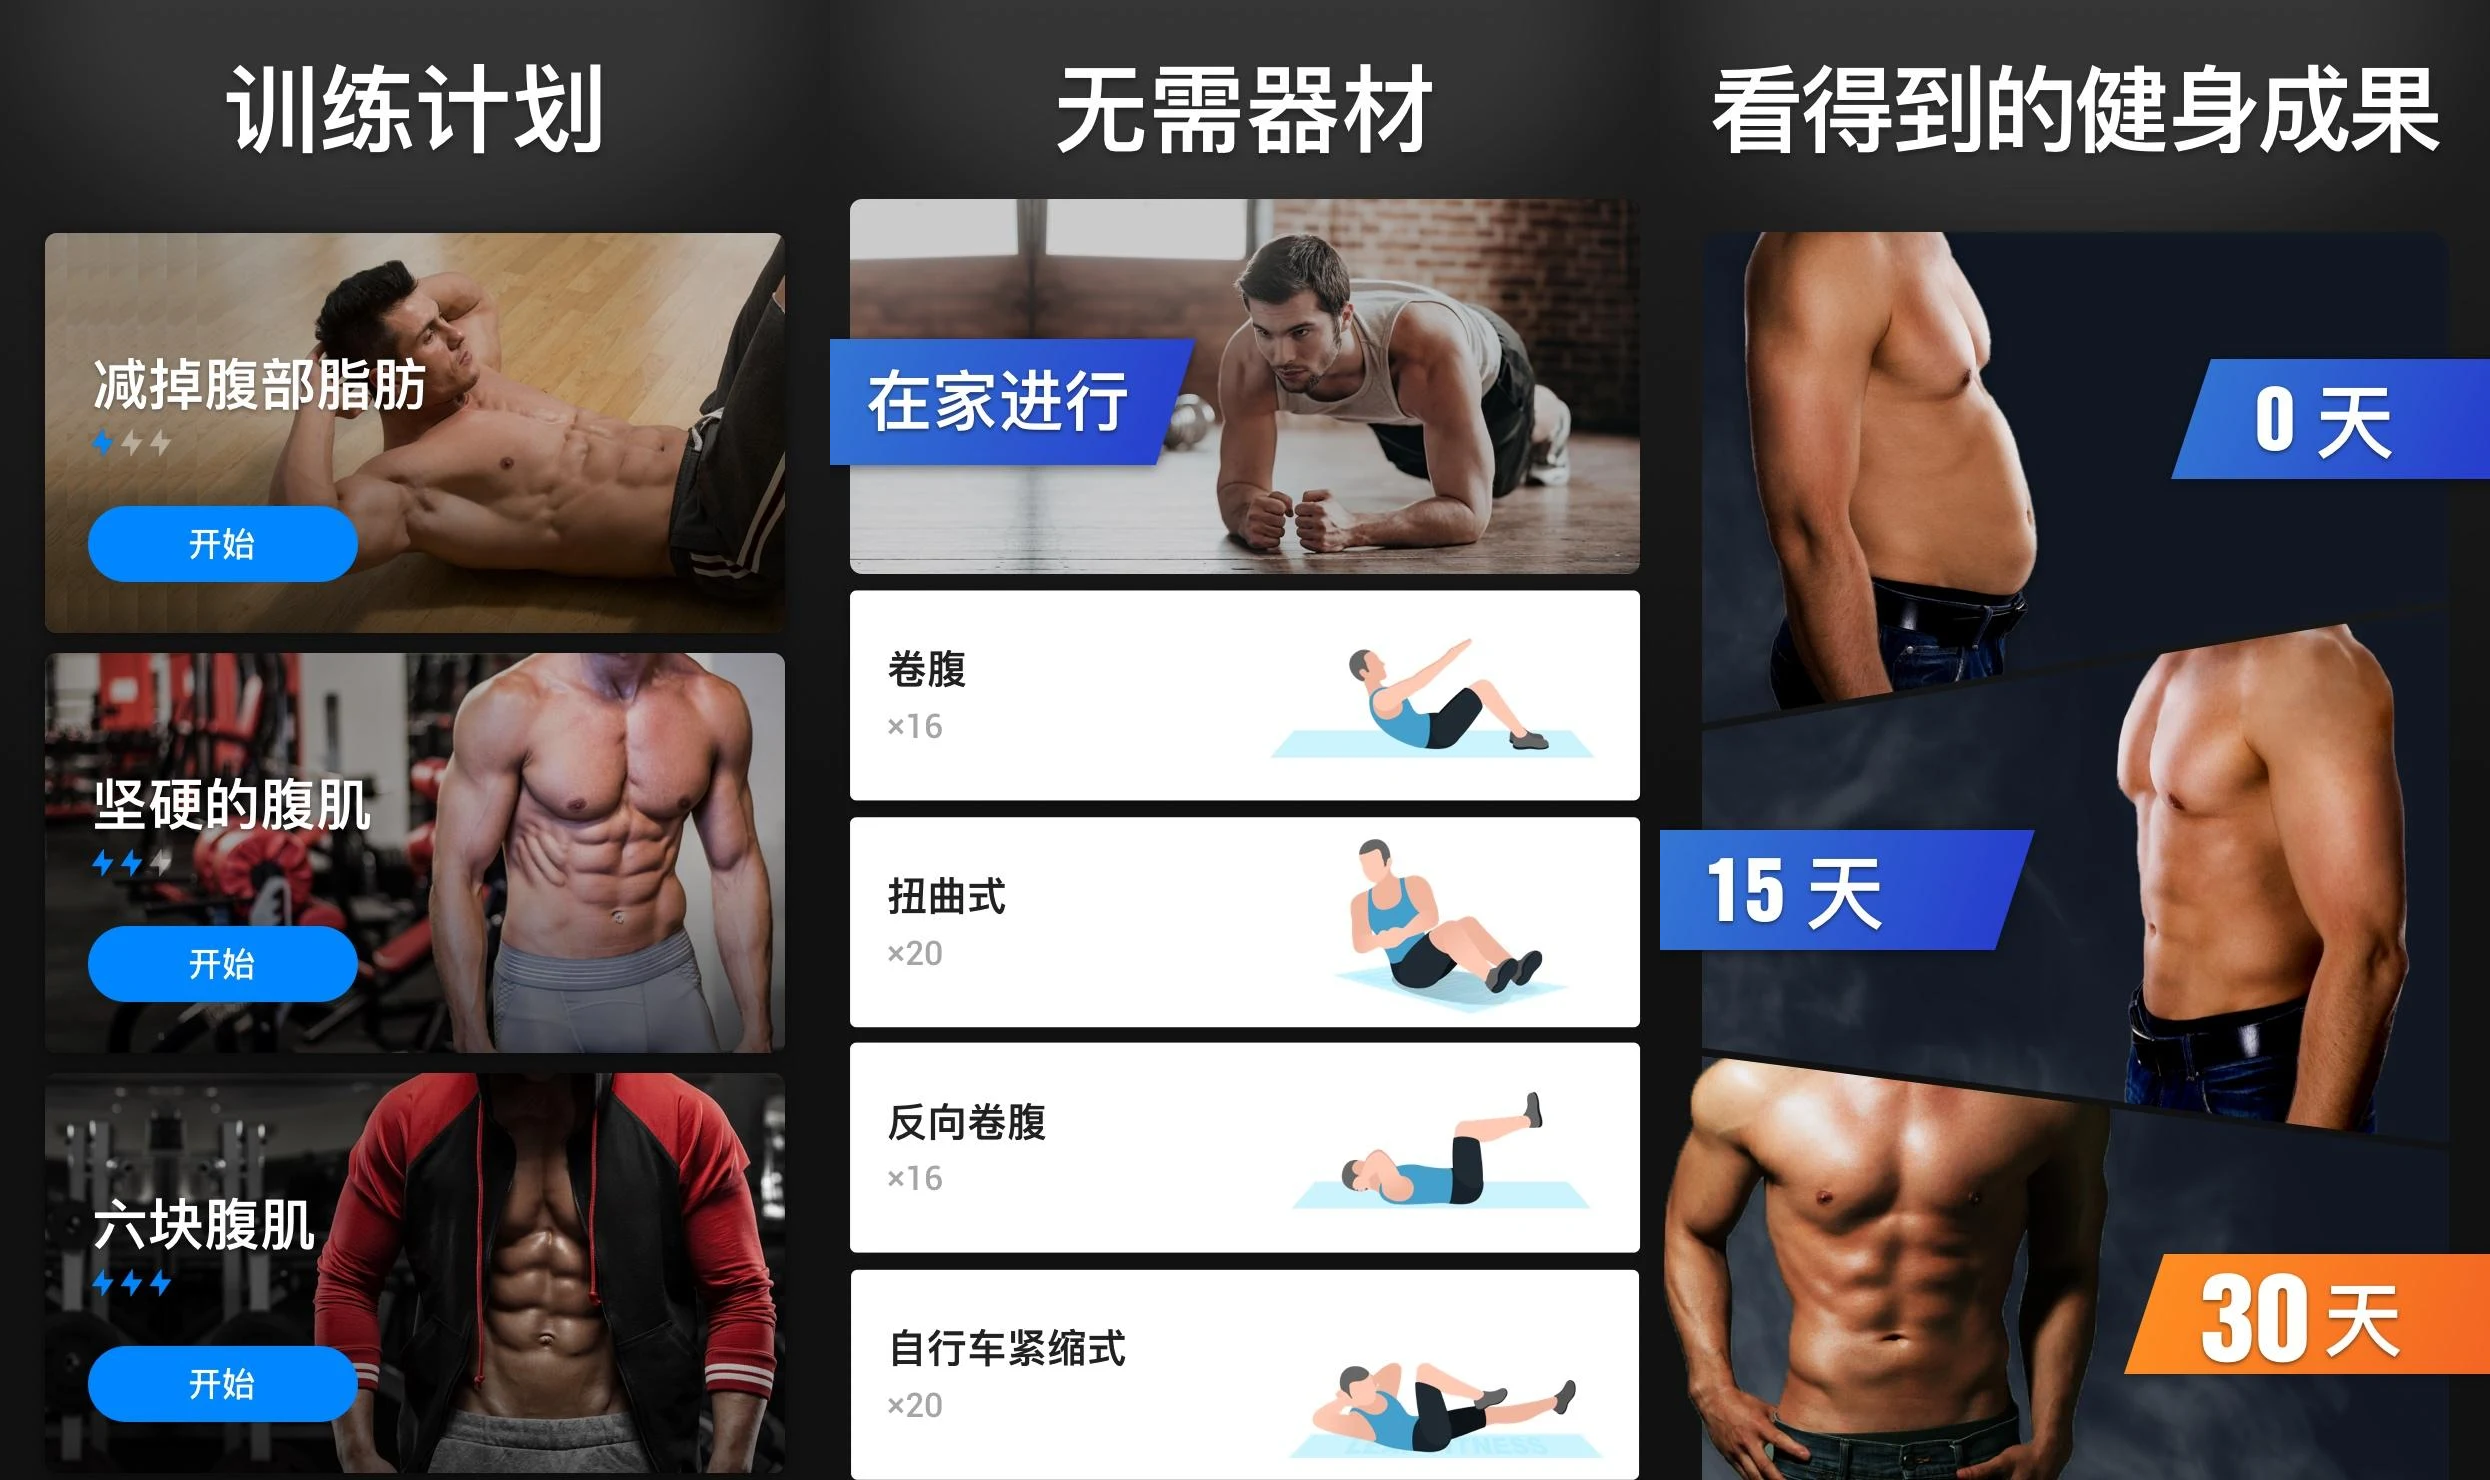 训练计划
减掉腹部脂肪
开始
坚硬的腹肌
开始
六块腹肌
开始
无需器材
在家进行
卷腹
×16
扭曲式
×20
反向卷腹
×16
自行车紧缩式
×20
看得到的健身成果
0 天
15 天
30 天